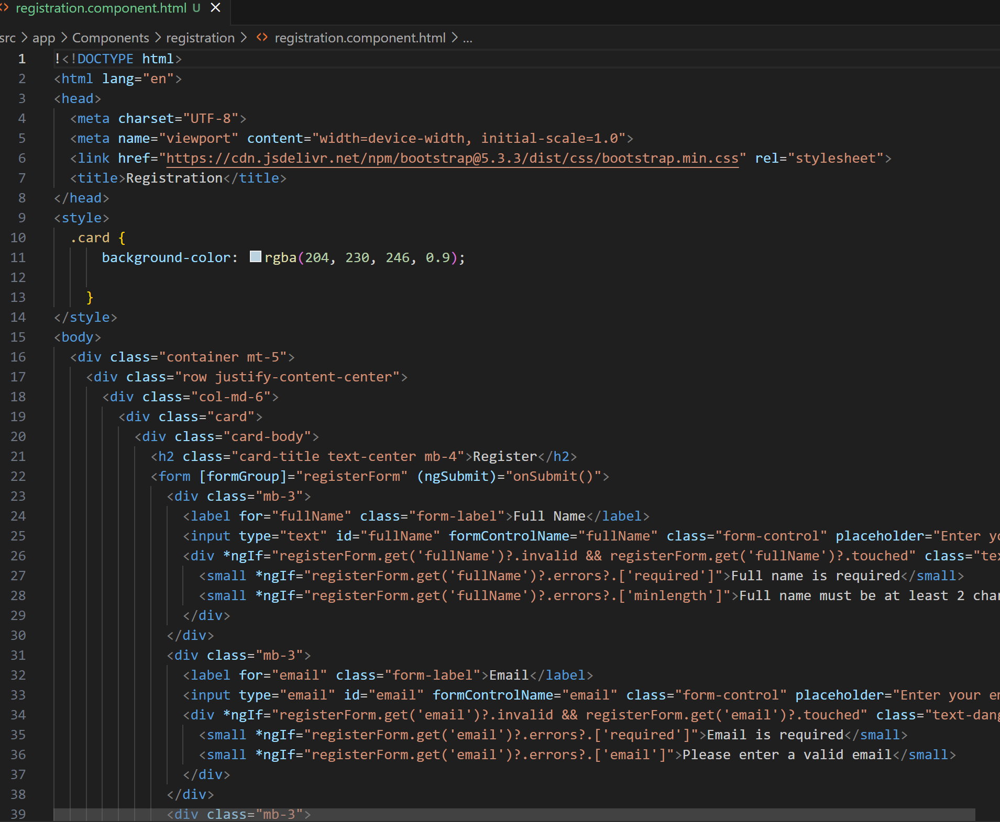 registration.component.html U
src > app > Components > registration > registration.component.html > ...
1 !<!DOCTYPE html>
2 <html lang="en">
3 <head>
4 <meta charset="UTF-8">
5 <meta name="viewport" content="width=device-width, initial-scale=1.0">
6 <link href="https://cdn.jsdelivr.net/npm/bootstrap@5.3.3/dist/css/bootstrap.min.css" rel="stylesheet">
7 <title>Registration</title>
8 </head>
9 <style>
10 .card {
11 background-color: rgba(204, 230, 246, 0.9);
12
13 }
14 </style>
15 <body>
16 <div class="container mt-5">
17 <div class="row justify-content-center">
18 <div class="col-md-6">
19 <div class="card">
20 <div class="card-body">
21 <h2 class="card-title text-center mb-4">Register</h2>
22 <form [formGroup]="registerForm" (ngSubmit)="onSubmit()">
23 <div class="mb-3">
24 <label for="fullName" class="form-label">Full Name</label>
25 <input type="text" id="fullName" formControlName="fullName" class="form-control" placeholder="Enter
26 <div *ngIf="registerForm.get('fullName')?.invalid && registerForm.get('fullName')?.touched" class="
27 <small *ngIf="registerForm.get('fullName')?.errors?.['required']">Full name is required</small>
28 <small *ngIf="registerForm.get('fullName')?.errors?.['minlength']">Full name must be at least 2
29 </div>
30 </div>
31 <div class="mb-3">
32 <label for="email" class="form-label">Email</label>
33 <input type="email" id="email" formControlName="email" class="form-control" placeholder="Enter your
34 <div *ngIf="registerForm.get('email')?.invalid && registerForm.get('email')?.touched" class="text-dang
35 <small *ngIf="registerForm.get('email')?.errors?.['required']">Email is required</small>
36 <small *ngIf="registerForm.get('email')?.errors?.['email']">Please enter a valid email</small>
37 </div>
38 </div>
39 <div class="mb-3">